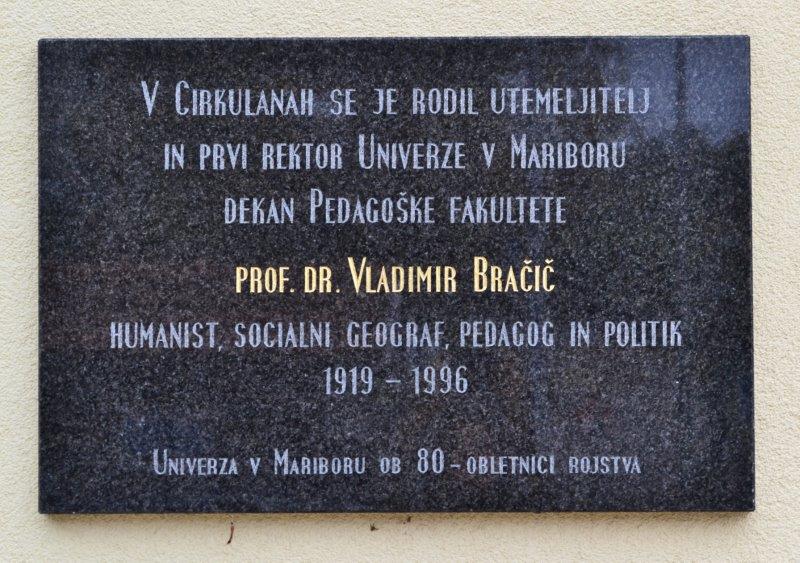 V Cirkulanah se je rodil utemeljitelj
in prvi rektor Univerze v Mariboru
dekan Pedagoške fakultete
prof. dr. Vladimir Bračič
humanist, socialni geograf, pedagog in politik
1919 – 1996
Univerza v Mariboru ob 80-obletnici rojstva